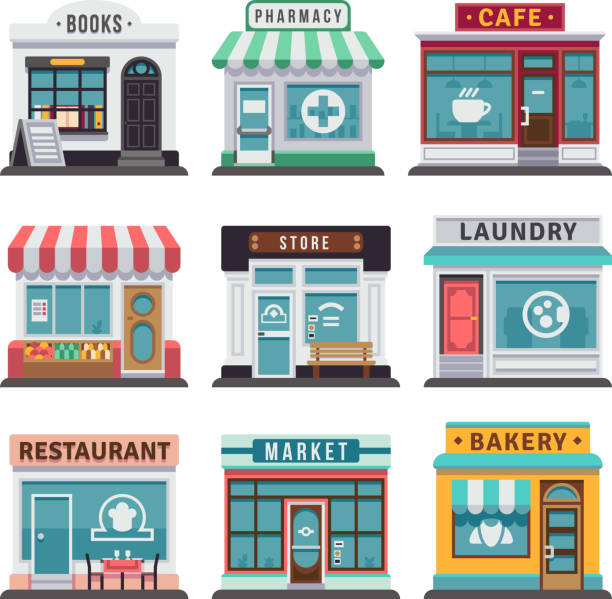 BOOKS
PHARMACY
CAFE
STORE
LAUNDRY
RESTAURANT
MARKET
BAKERY